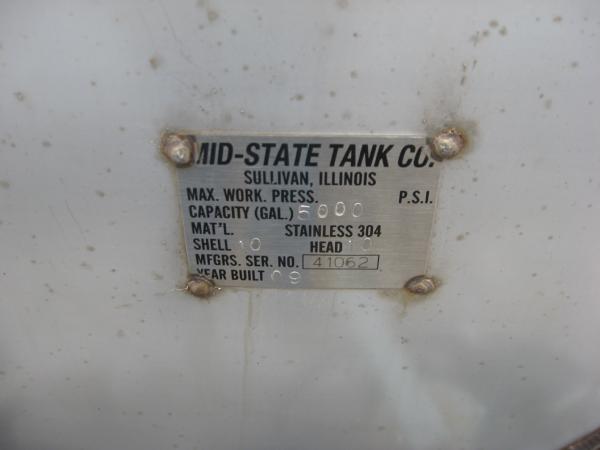 MID-STATE TANK CO.
SULLIVAN, ILLINOIS
MAX. WORK. PRESS. P.S.I.
CAPACITY (GAL.) 6000
MAT'L. STAINLESS 304
SHELL 10 HEAD 10
MFGRS. SER. NO. 41062
YEAR BUILT 09